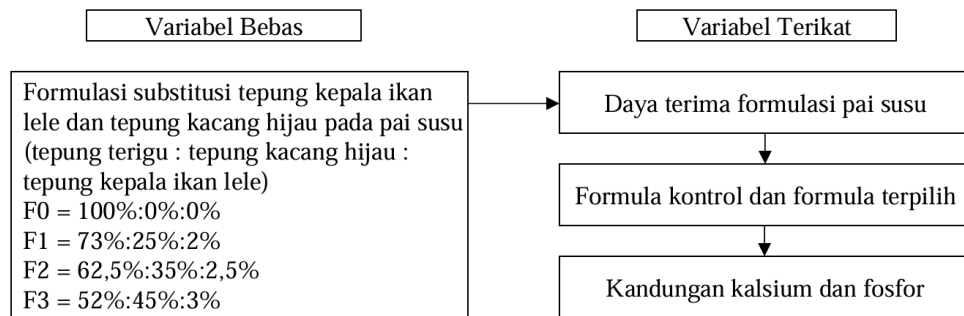 Variabel Bebas
Variabel Terikat
Formulasi substitusi tepung kepala ikan
lele dan tepung kacang hijau pada pai susu
(tepung terigu : tepung kacang hijau :
tepung kepala ikan lele)
F0 = 100%:0%:0%
F1 = 73%:25%:2%
F2 = 62,5%:35%:2,5%
F3 = 52%:45%:3%
Daya terima formulasi pai susu
Formula kontrol dan formula terpilih
Kandungan kalsium dan fosfor